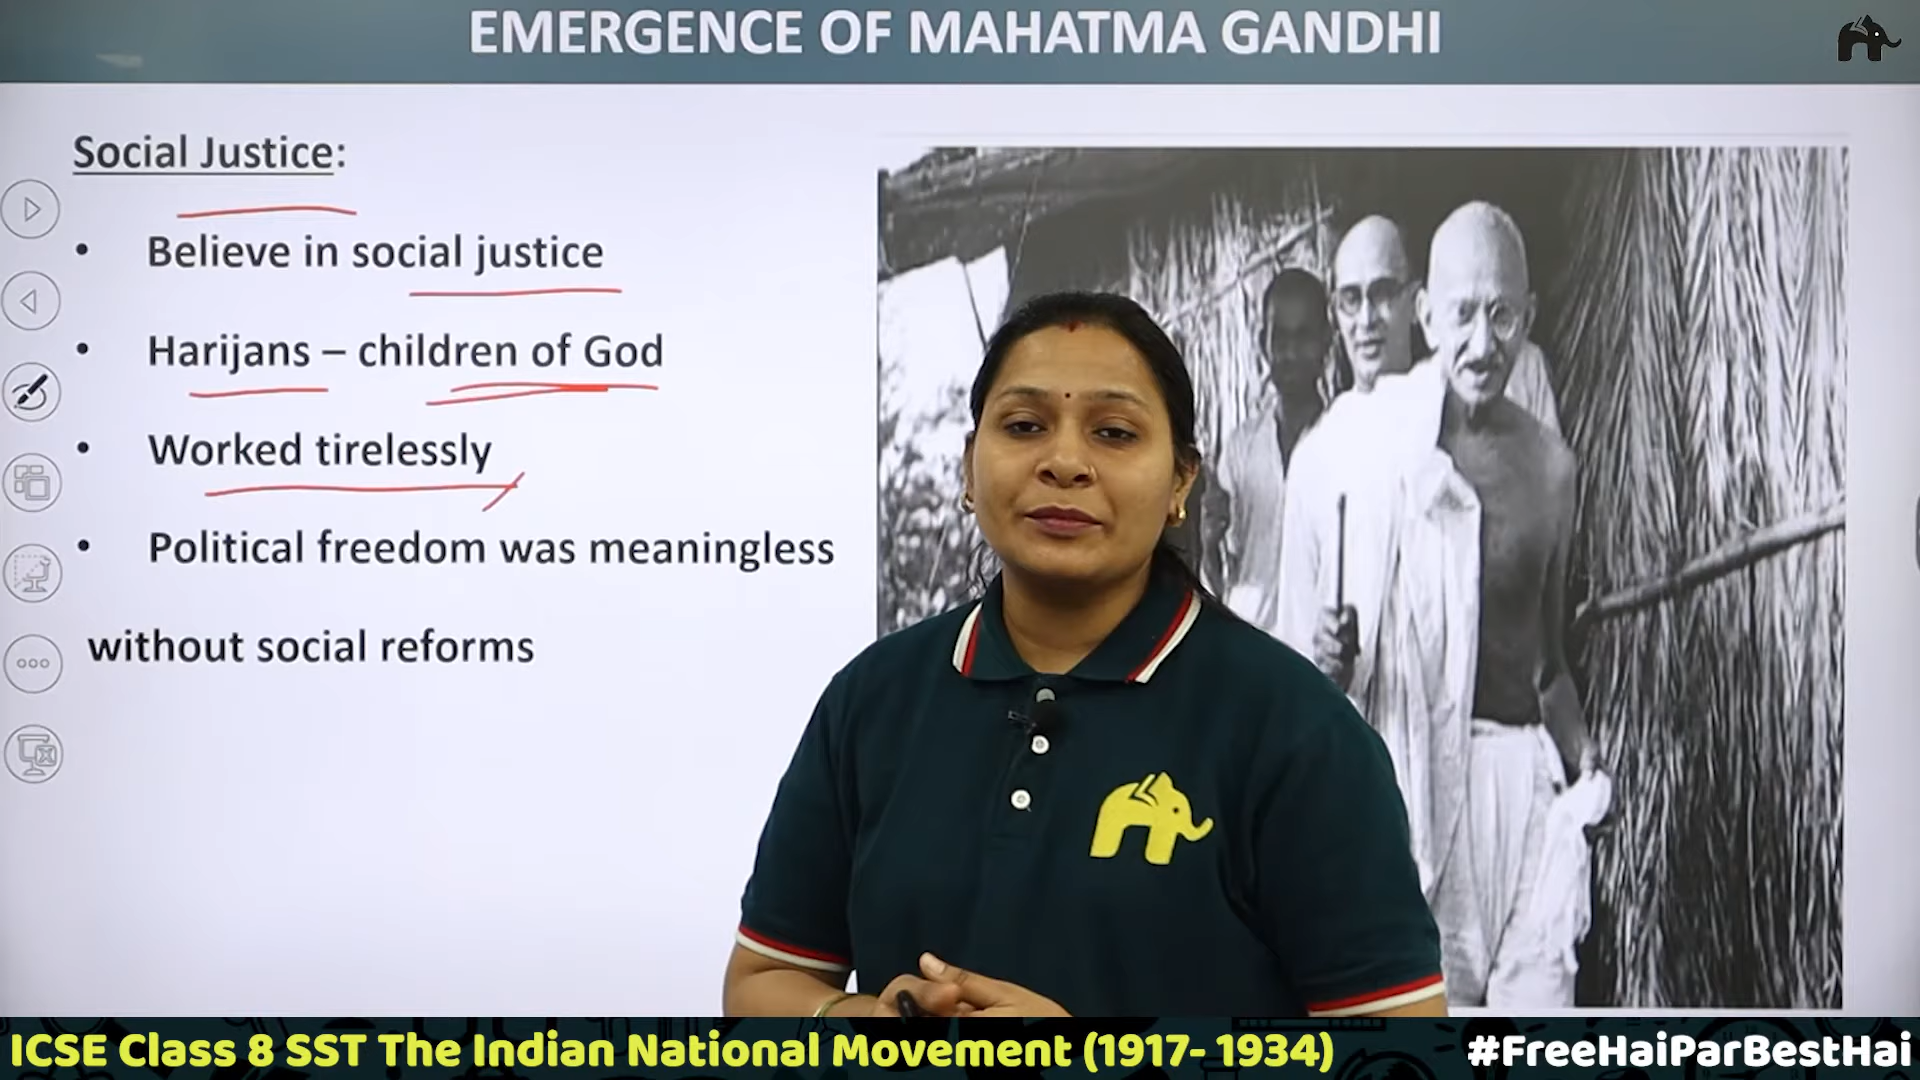 EMERGENCE OF MAHATMA GANDHI
Social Justice:
• Believe in social justice
• Harijans – children of God
• Worked tirelessly
• Political freedom was meaningless
without social reforms
ICSE Class 8 SST The Indian National Movement (1917- 1934)
#FreeHaiParBestHai